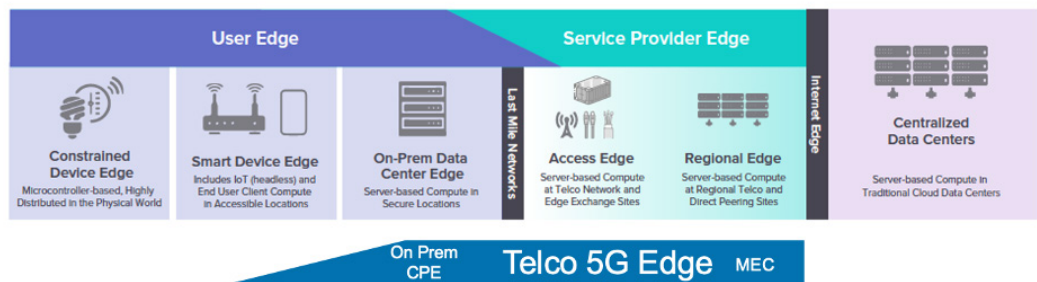 User Edge
Service Provider Edge
Constrained
Device Edge
Microcontroller-based, Highly
Distributed in the Physical World
Smart Device Edge
Includes IoT (headless) and
End User Client Compute
in Accessible Locations
On-Prem Data
Center Edge
Server-based Compute in
Secure Locations
Last Mile Networks
Access Edge
Server-based Compute
at Telco Network and
Edge Exchange Sites
Regional Edge
Server-based Compute
at Regional Telco and
Direct Peering Sites
Internet Edge
Centralized
Data Centers
Server-based Compute in
Traditional Cloud Data Centers
On Prem
CPE
Telco 5G Edge
MEC